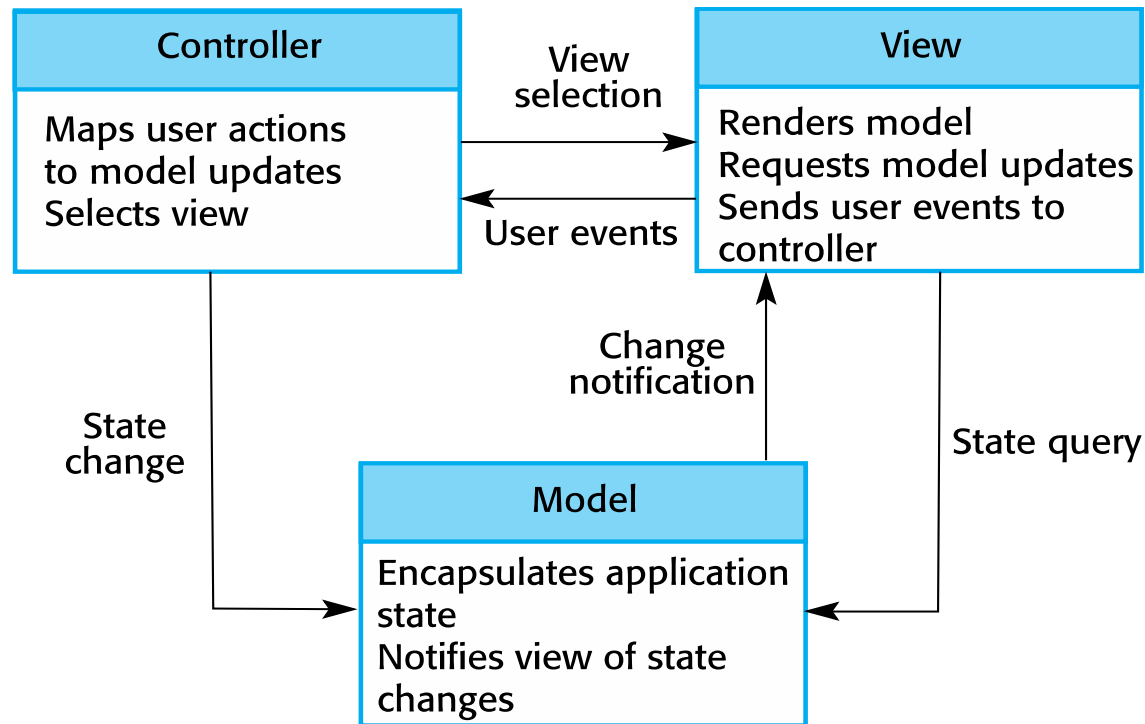 Controller
Maps user actions
to model updates
Selects view
View
selection
User events
View
Renders model
Requests model updates
Sends user events to
controller
State
change
Change
notification
State query
Model
Encapsulates application
state
Notifies view of state
changes